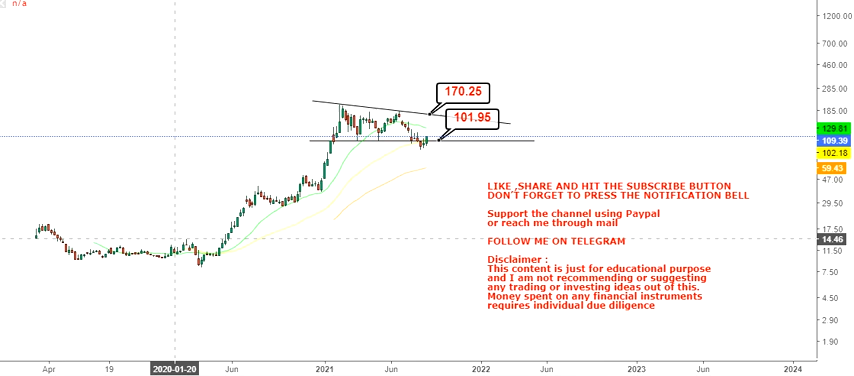 n/a
1200.00
700.00
460.00
285.00
170.25
185.00
101.95
129.81
109.39
102.18
59.43
47.00
LIKE ,SHARE AND HIT THE SUBSCRIBE BUTTON
DON'T FORGET TO PRESS THE NOTIFICATION BELL
29.50
Support the channel using Paypal
or reach me through mail
17.50
FOLLOW ME ON TELEGRAM
14.46
11.50
Disclaimer :
This content is just for educational purpose
7.50
and I am not recommending or suggesting
any trading or investing ideas out of this.
Money spent on any financial instruments
4.50
requires individual due diligence
2.90
1.90
Apr 19 2020-01-20 Jun 2021 Jun 2022 Jun 2023 Jun 2024